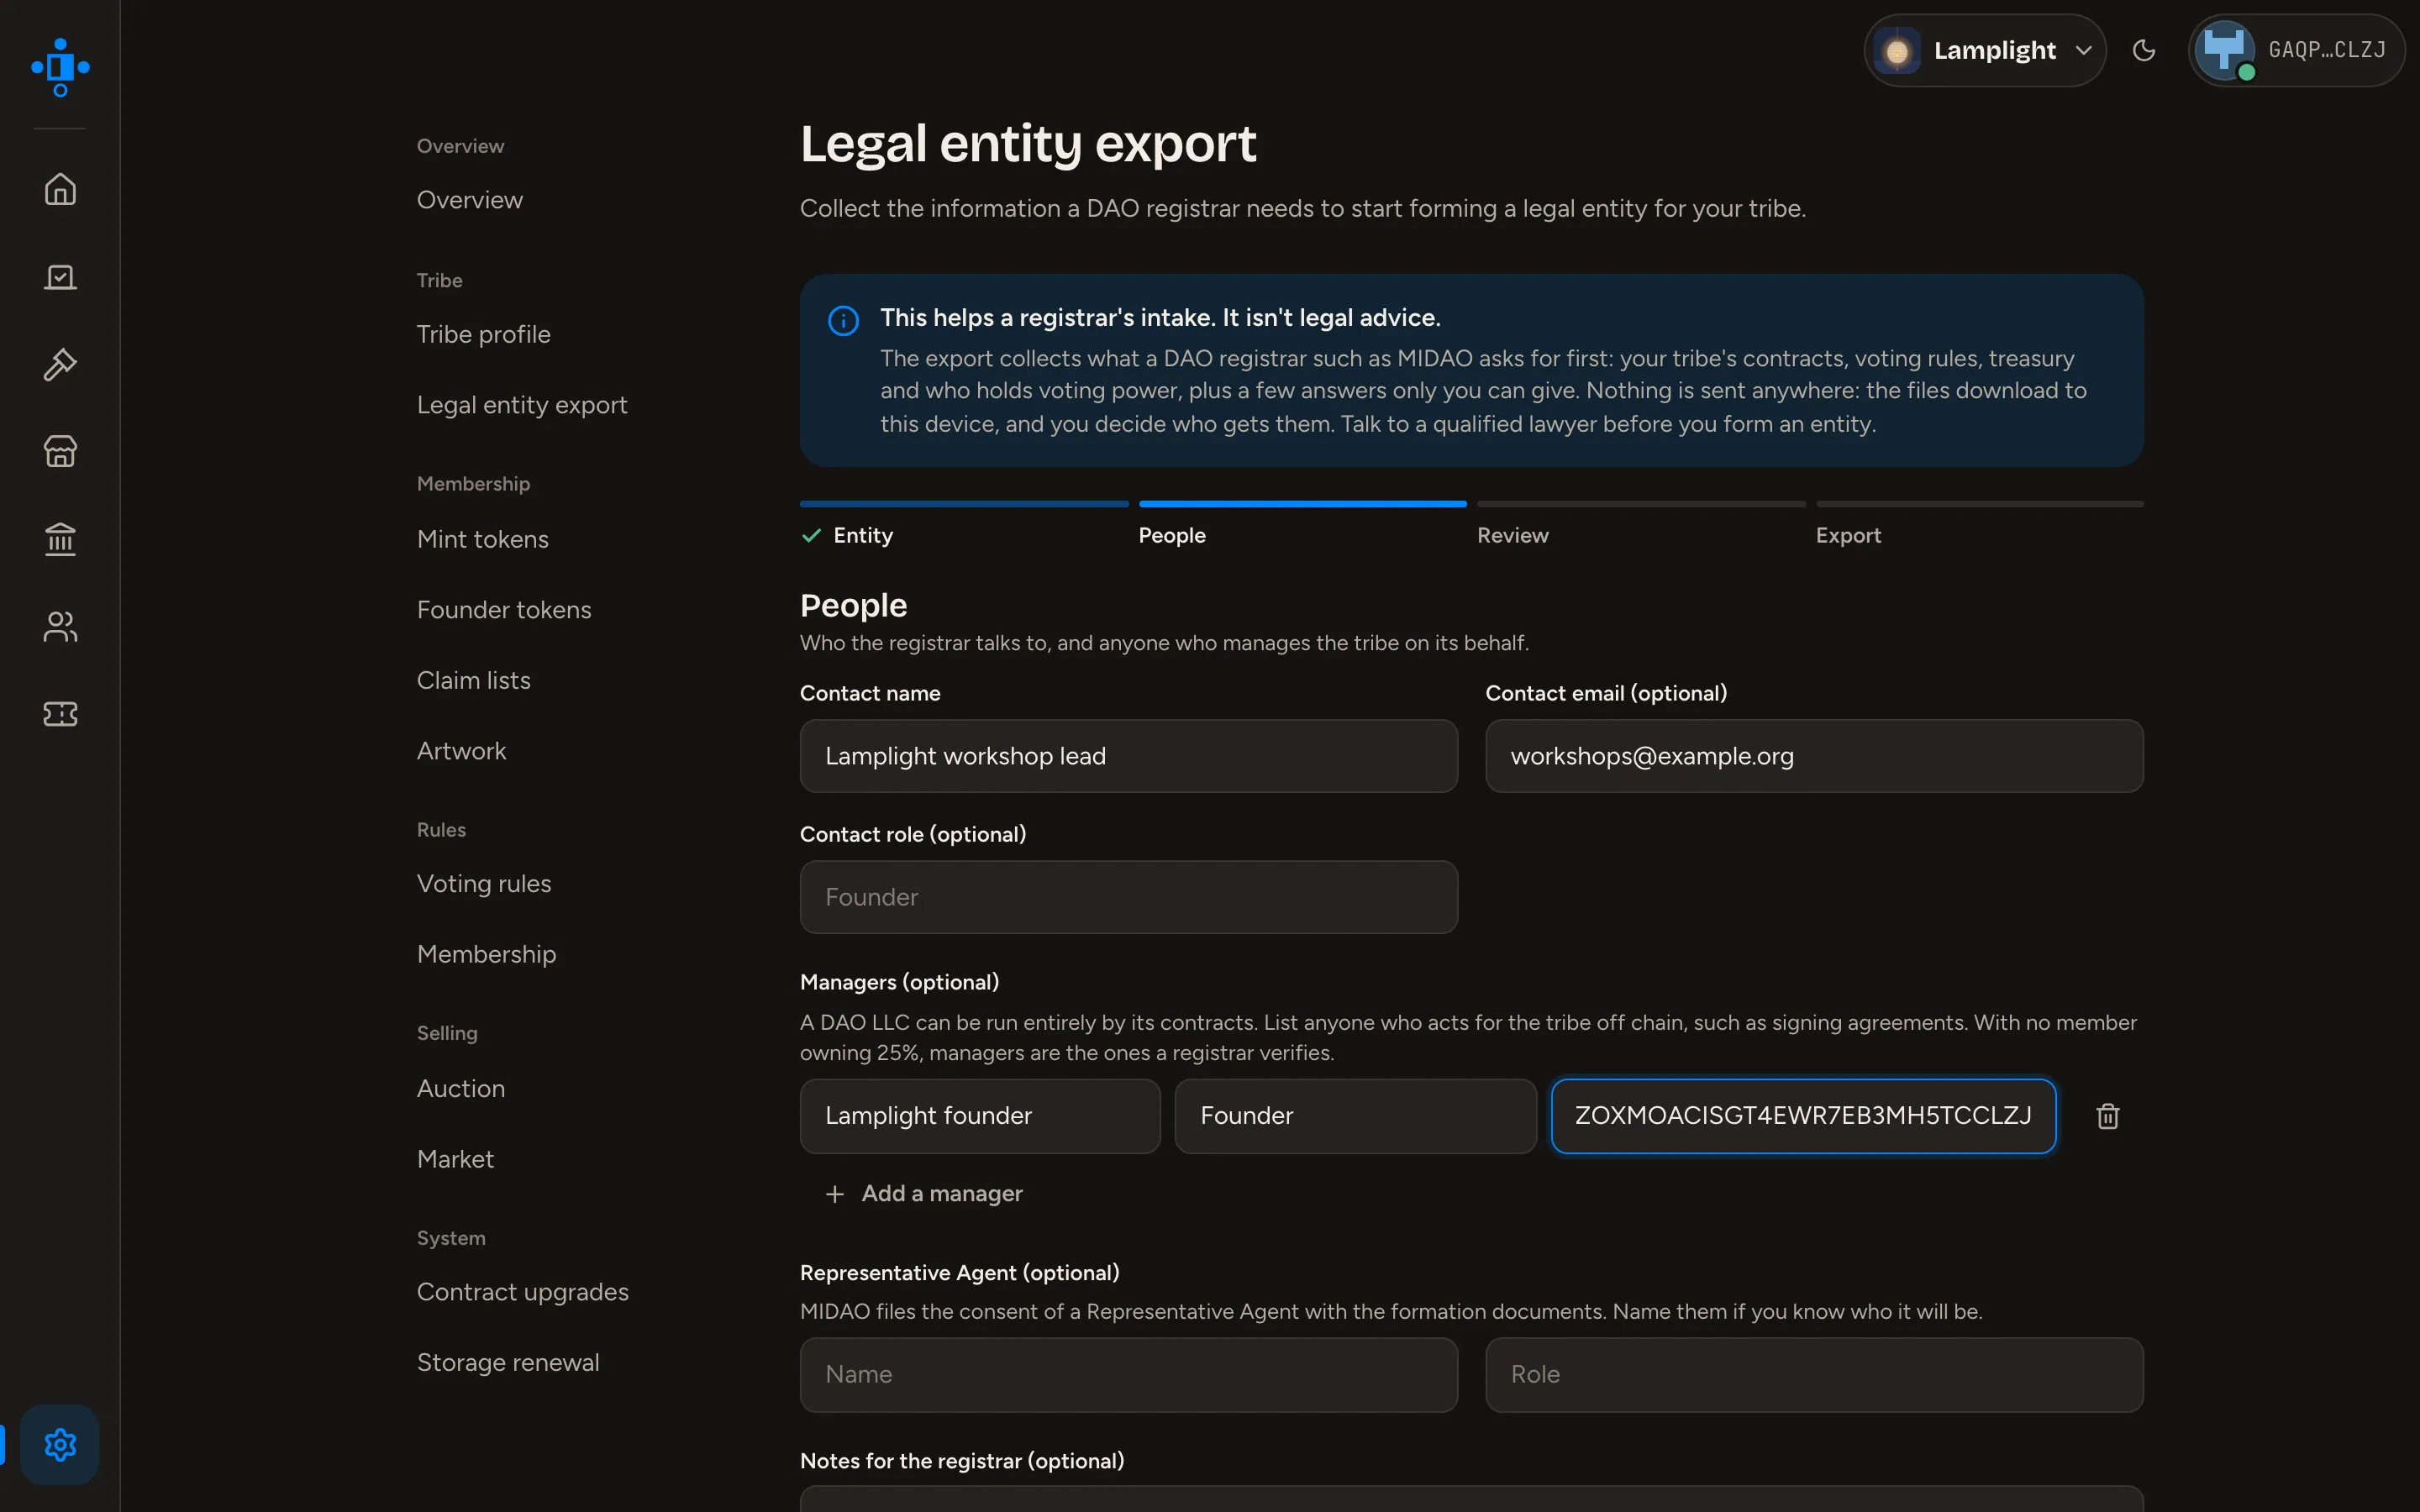 Lamplight
GAQP...CLZJ
Overview
Overview
Tribe
Tribe profile
Legal entity export
Membership
Mint tokens
Founder tokens
Claim lists
Artwork
Rules
Voting rules
Membership
Selling
Auction
Market
System
Contract upgrades
Storage renewal
Legal entity export
Collect the information a DAO registrar needs to start forming a legal entity for your tribe.
This helps a registrar's intake. It isn't legal advice.
The export collects what a DAO registrar such as MIDAO asks for first: your tribe's contracts, voting rules, treasury
and who holds voting power, plus a few answers only you can give. Nothing is sent anywhere: the files download to
this device, and you decide who gets them. Talk to a qualified lawyer before you form an entity.
Entity
People
Review
Export
People
Who the registrar talks to, and anyone who manages the tribe on its behalf.
Contact name
Contact email (optional)
Lamplight workshop lead
workshops@example.org
Contact role (optional)
Founder
Managers (optional)
A DAO LLC can be run entirely by its contracts. List anyone who acts for the tribe off chain, such as signing agreements. With no member
owning 25%, managers are the ones a registrar verifies.
Lamplight founder
Founder
ZOXMOACISGT4EWR7EB3MH5TCCLZJ
Add a manager
Representative Agent (optional)
MIDAO files the consent of a Representative Agent with the formation documents. Name them if you know who it will be.
Name
Role
Notes for the registrar (optional)